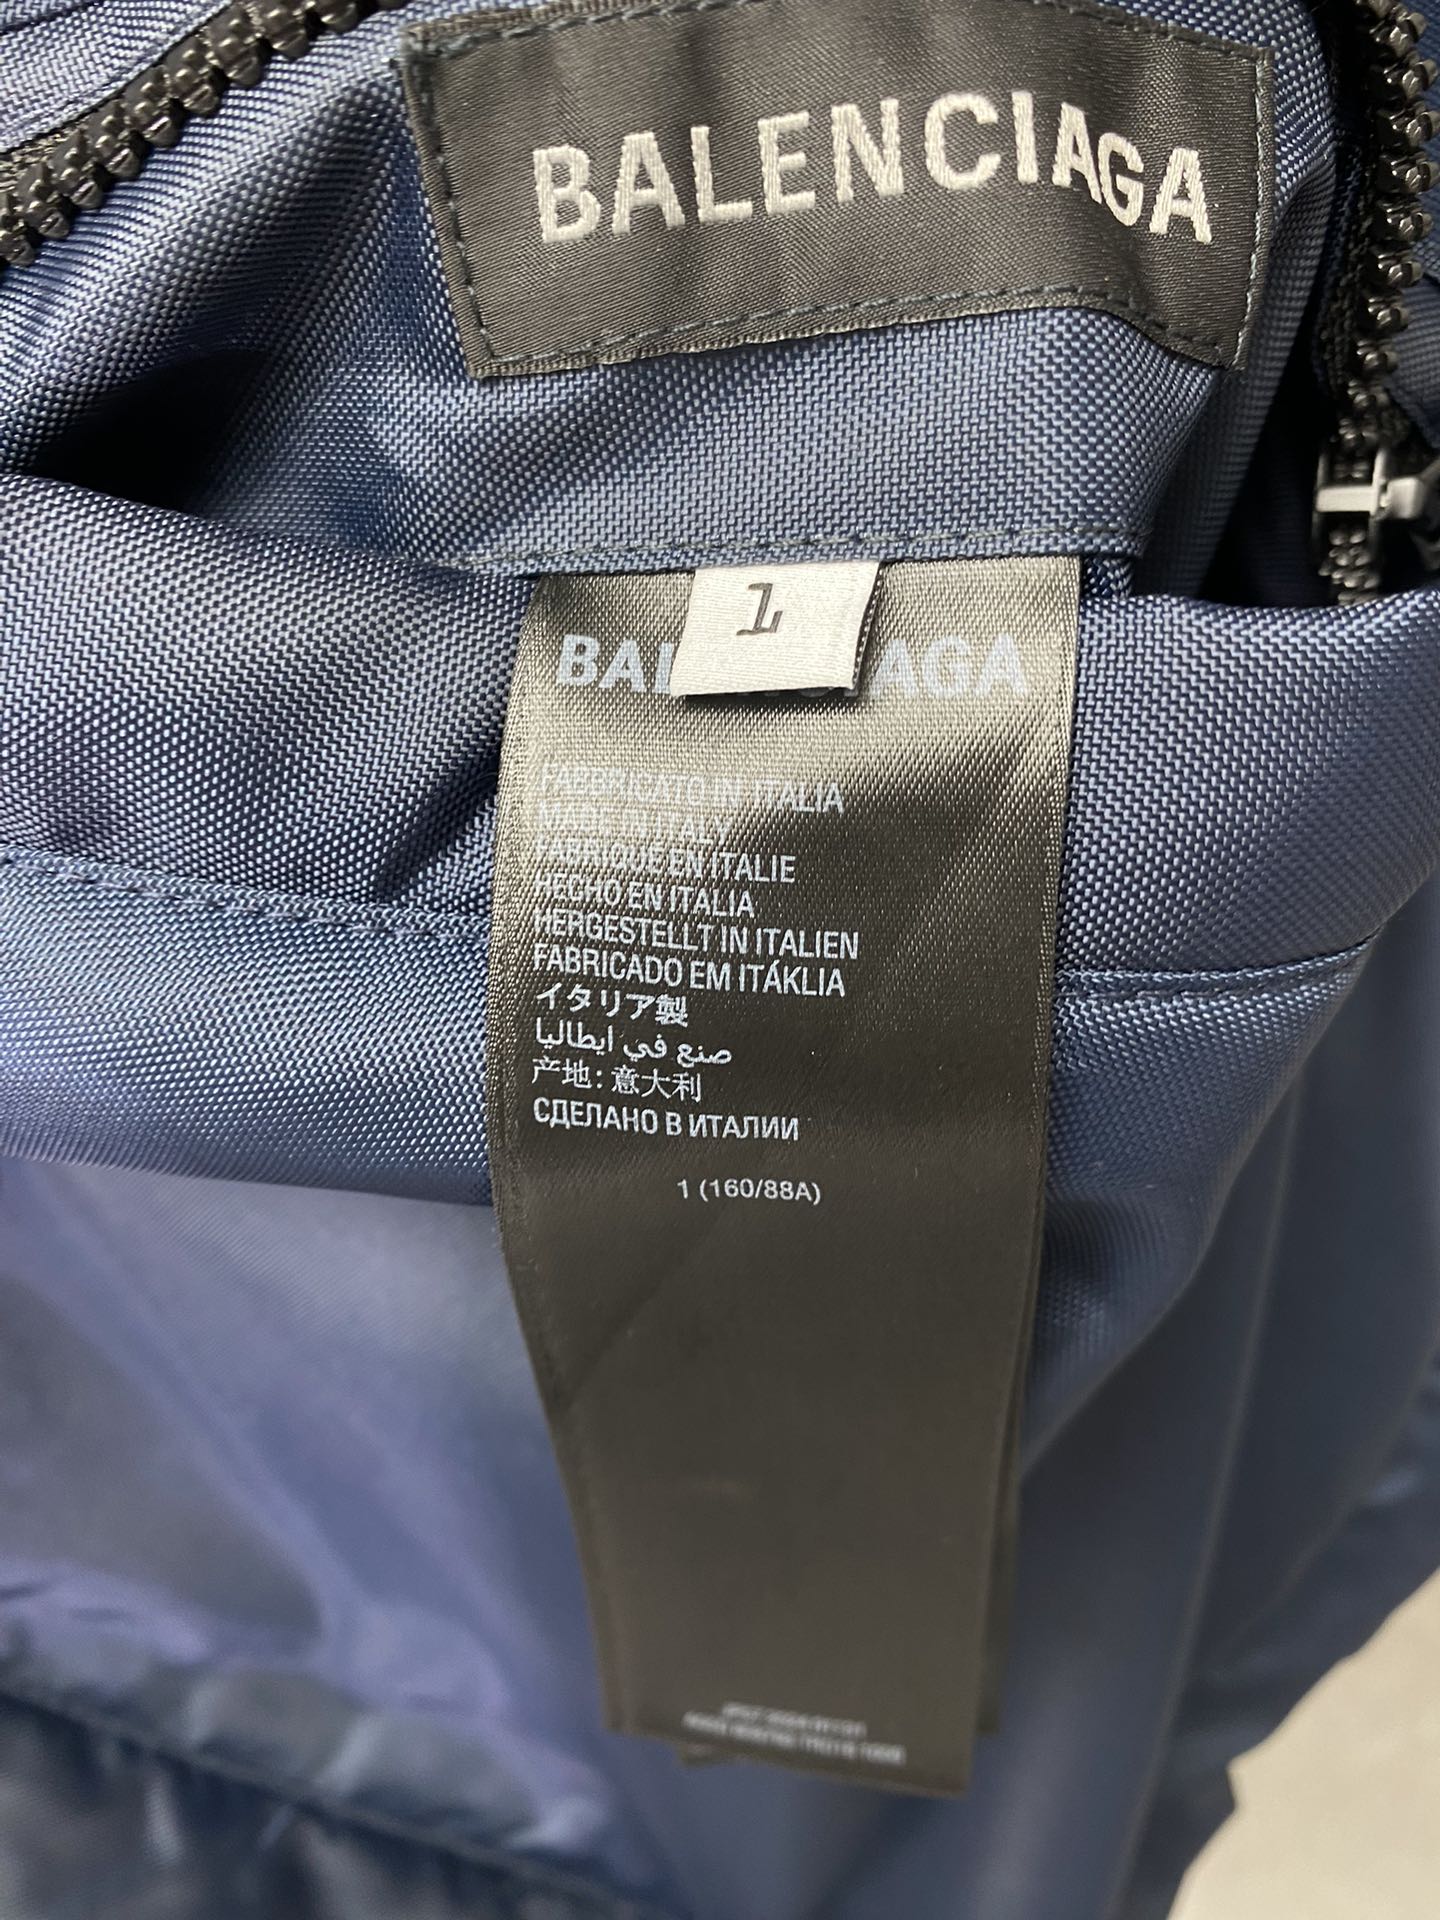 BALENCIAGA
1
FABBRICATO IN ITALIA
MADE IN ITALY
FABRIQUE EN ITALIE
HECHO EN ITALIA
HERGESTELLT IN ITALIEN
FABRICADO EM ITÁKLIA
イタリア製
صنع في ايطاليا
产地: 意大利
СДЕЛАНО В ИТАЛИИ
1 (160/88A)